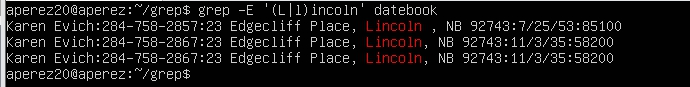 aperez20@aperez:~/grep$ grep -E '(L|l)incoln' datebook
Karen Evich:284-758-2857:23 Edgecliff Place, Lincoln , NB 92743:7/25/53:85100
Karen Evich:284-758-2867:23 Edgecliff Place, Lincoln, NB 92743:11/3/35:58200
Karen Evich:284-758-2867:23 Edgecliff Place, Lincoln, NB 92743:11/3/35:58200
aperez20@aperez:~/grep$